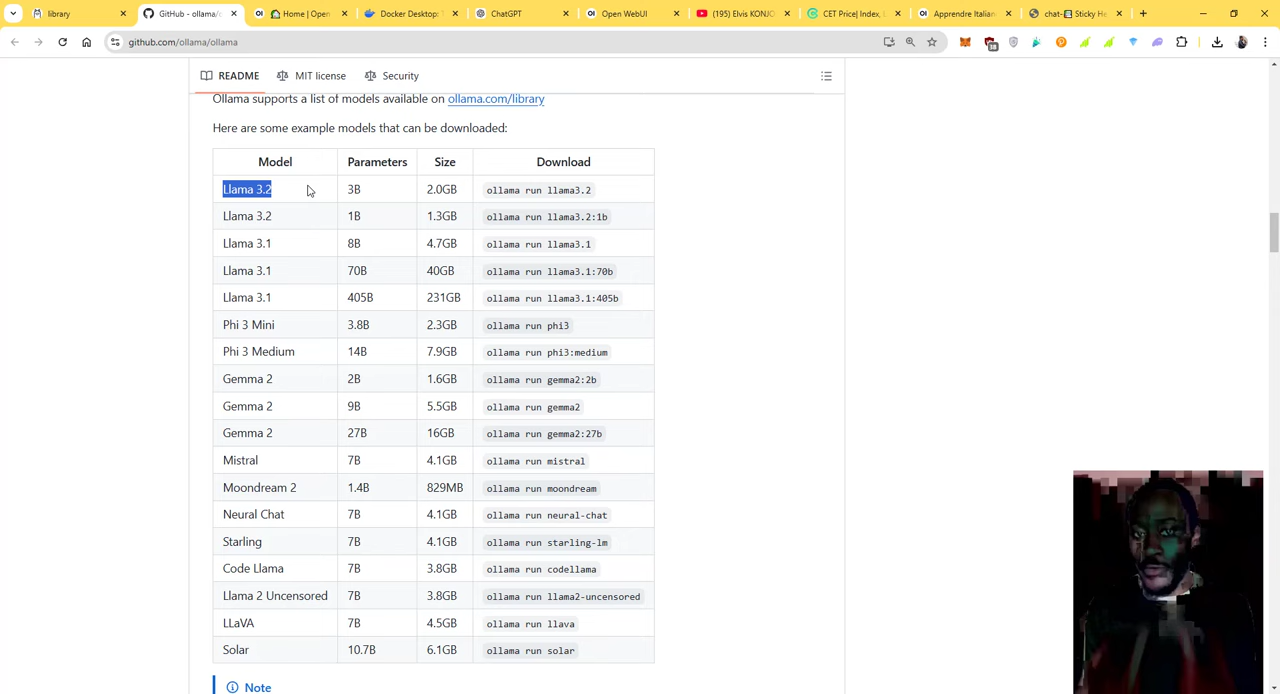 library
GitHub - ollama/
Home | Open
Docker Desktop:
ChatGPT
Open WebUI
(195) Elvis KONJO
CET Price| Index, L
Apprendre Italian
chat- Sticky He
github.com/ollama/ollama
README
MIT license
Security
Ollama supports a list of models available on ollama.com/library
Here are some example models that can be downloaded:
Model Parameters Size Download
Llama 3.2 3B 2.0GB ollama run llama3.2
Llama 3.2 1B 1.3GB ollama run llama3.2:1b
Llama 3.1 8B 4.7GB ollama run llama3.1
Llama 3.1 70B 40GB ollama run llama3.1:70b
Llama 3.1 405B 231GB ollama run llama3.1:405b
Phi 3 Mini 3.8B 2.3GB ollama run phi3
Phi 3 Medium 14B 7.9GB ollama run phi3:medium
Gemma 2 2B 1.6GB ollama run gemma2:2b
Gemma 2 9B 5.5GB ollama run gemma2
Gemma 2 27B 16GB ollama run gemma2:27b
Mistral 7B 4.1GB ollama run mistral
Moondream 2 1.4B 829MB ollama run moondream
Neural Chat 7B 4.1GB ollama run neural-chat
Starling 7B 4.1GB ollama run starling-lm
Code Llama 7B 3.8GB ollama run codellama
Llama 2 Uncensored 7B 3.8GB ollama run llama2-uncensored
LLaVA 7B 4.5GB ollama run llava
Solar 10.7B 6.1GB ollama run solar
Note